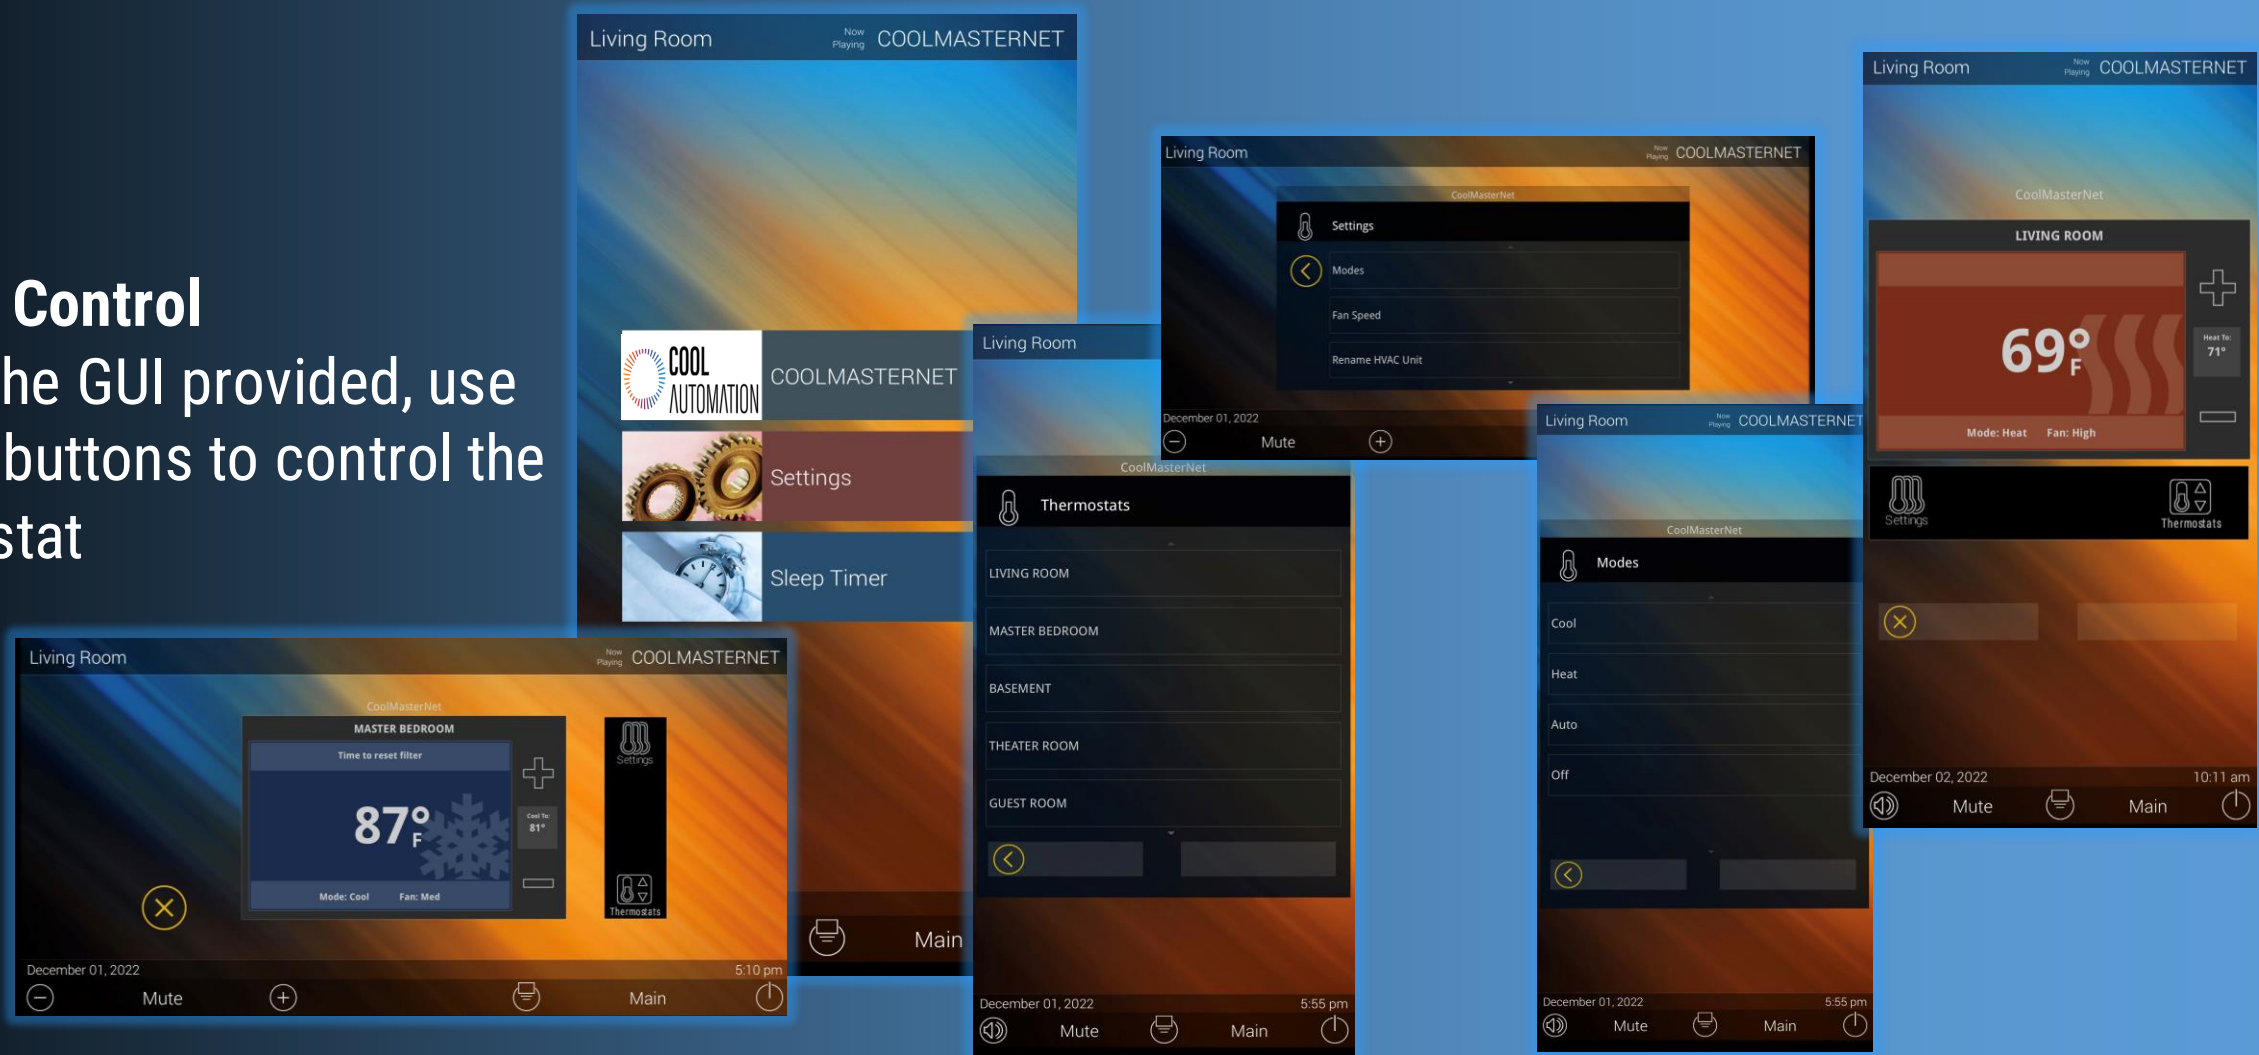 Control
he GUI provided, use
buttons to control the
stat
Living Room
Now
Playing
COOLMASTERNET
COOL
AUTOMATION
COOLMASTERNET
Settings
Sleep Timer
Main
Living Room
Now
Playing
COOLMASTERNET
CoolMasterNet
MASTER BEDROOM
Time to reset filter
87°F
Cool To:
81°
Mode: Cool Fan: Med
Settings
Thermostats
December 01, 2022 5:10 pm
Mute Main
Living Room
CoolMasterNet
Thermostats
LIVING ROOM
MASTER BEDROOM
BASEMENT
THEATER ROOM
GUEST ROOM
December 01, 2022 5:55 pm
Mute Main
Living Room
Now
Playing
COOLMASTERNET
CoolMasterNet
Settings
Modes
Fan Speed
Rename HVAC Unit
December 01, 2022
Mute
Living Room
Now
Playing
COOLMASTERNET
CoolMasterNet
Modes
Cool
Heat
Auto
Off
December 01, 2022 5:55 pm
Mute Main
Living Room
Now
Playing
COOLMASTERNET
CoolMasterNet
LIVING ROOM
69°F
Heat To:
71°
Mode: Heat Fan: High
Settings
Thermostats
December 02, 2022 10:11 am
Mute Main